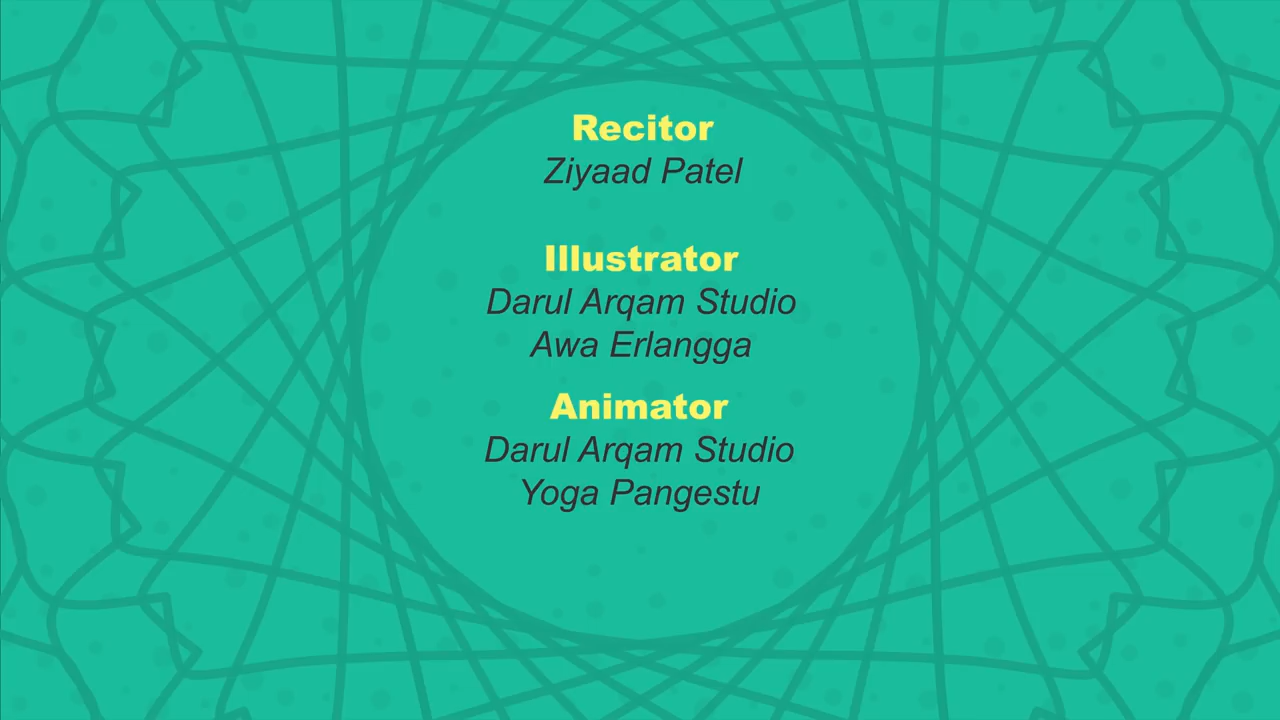 Recitor
Ziyaad Patel
Illustrator
Darul Arqam Studio
Awa Erlangga
Animator
Darul Arqam Studio
Yoga Pangestu